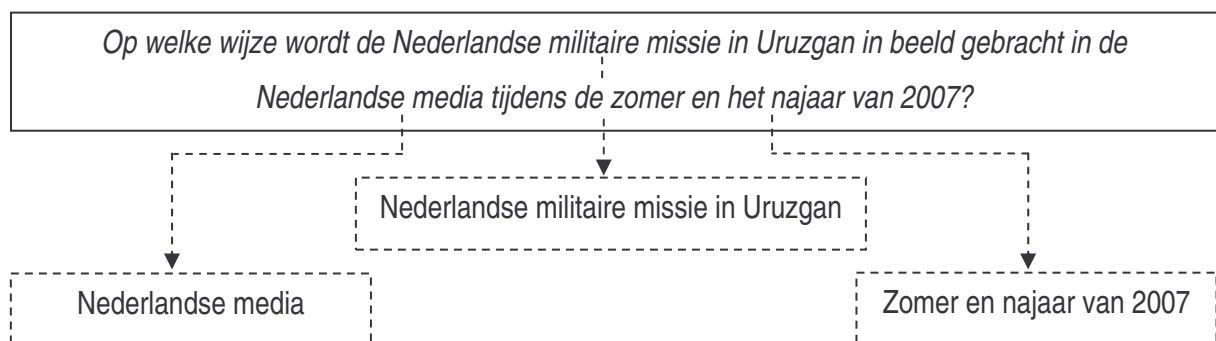 Op welke wijze wordt de Nederlandse militaire missie in Uruzgan in beeld gebracht in de
Nederlandse media tijdens de zomer en het najaar van 2007?
Nederlandse militaire missie in Uruzgan
Nederlandse media
Zomer en najaar van 2007